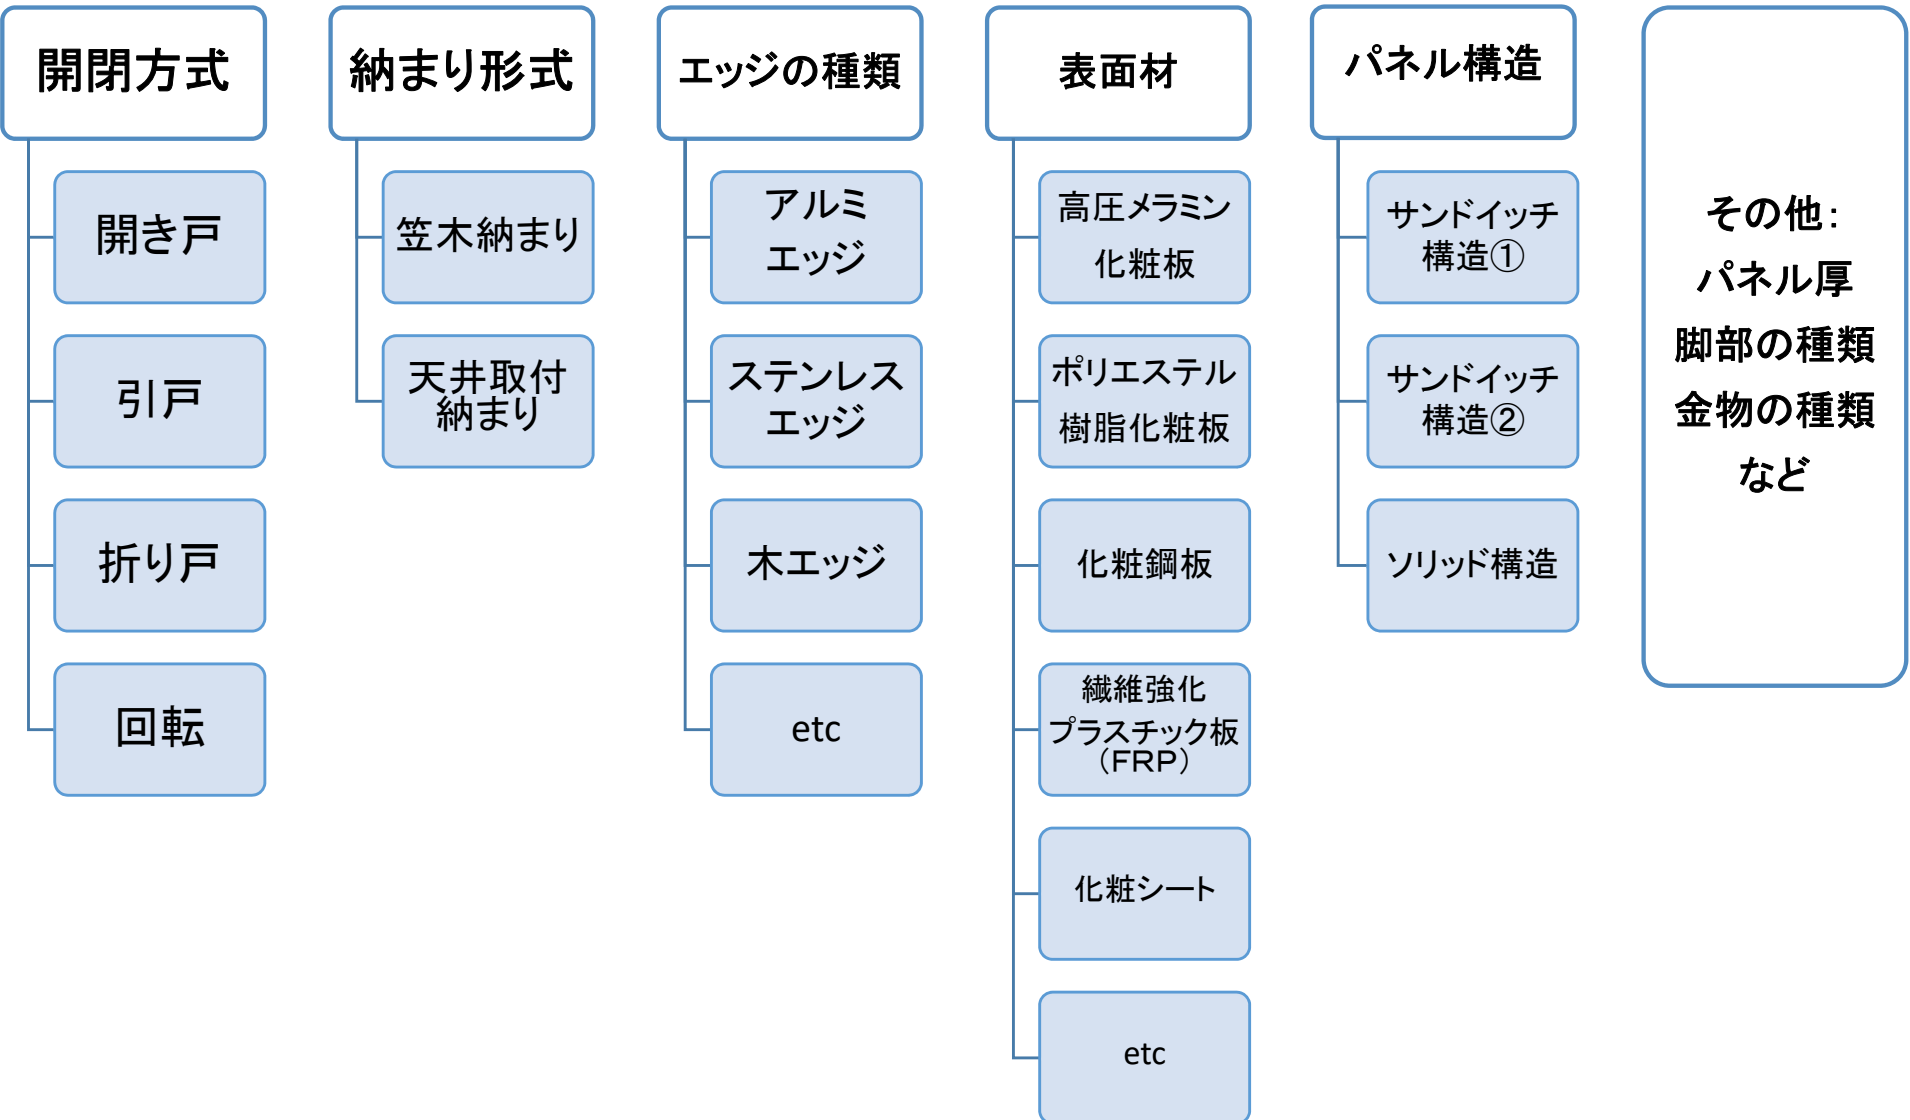 開閉方式
開き戸
引戸
折り戸
回転
納まり形式
笠木納まり
天井取付
納まり
エッジの種類
アルミ
エッジ
ステンレス
エッジ
木エッジ
etc
表面材
高圧メラミン
化粧板
ポリエステル
樹脂化粧板
化粧鋼板
繊維強化
プラスチック板
（FRP）
化粧シート
etc
パネル構造
サンドイッチ
構造①
サンドイッチ
構造②
ソリッド構造
その他：
パネル厚
脚部の種類
金物の種類
など